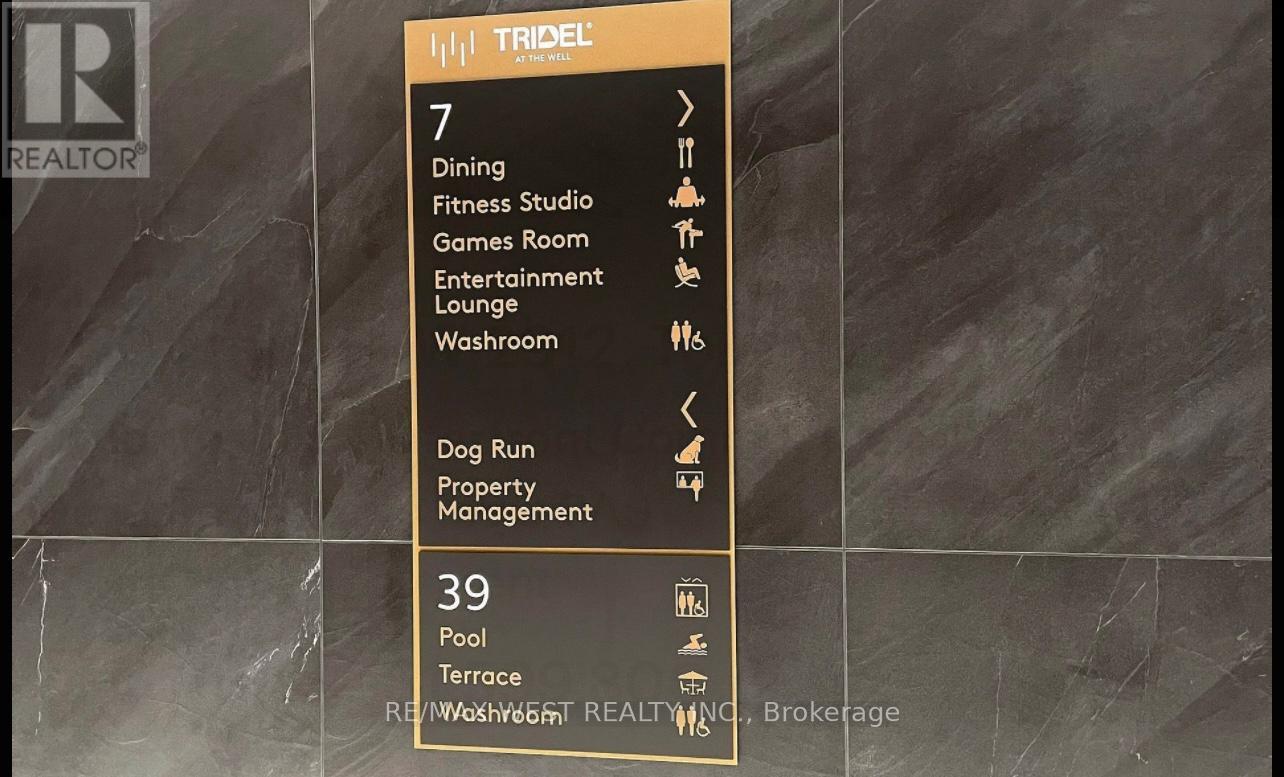 R
REALTOR®
TRIDEL®
AT THE WELL
7
Dining
Fitness Studio
Games Room
Entertainment
Lounge
Washroom
Dog Run
Property
Management
39
Pool
Terrace
Washroom
RE/MAX WEST REALTY INC., Brokerage